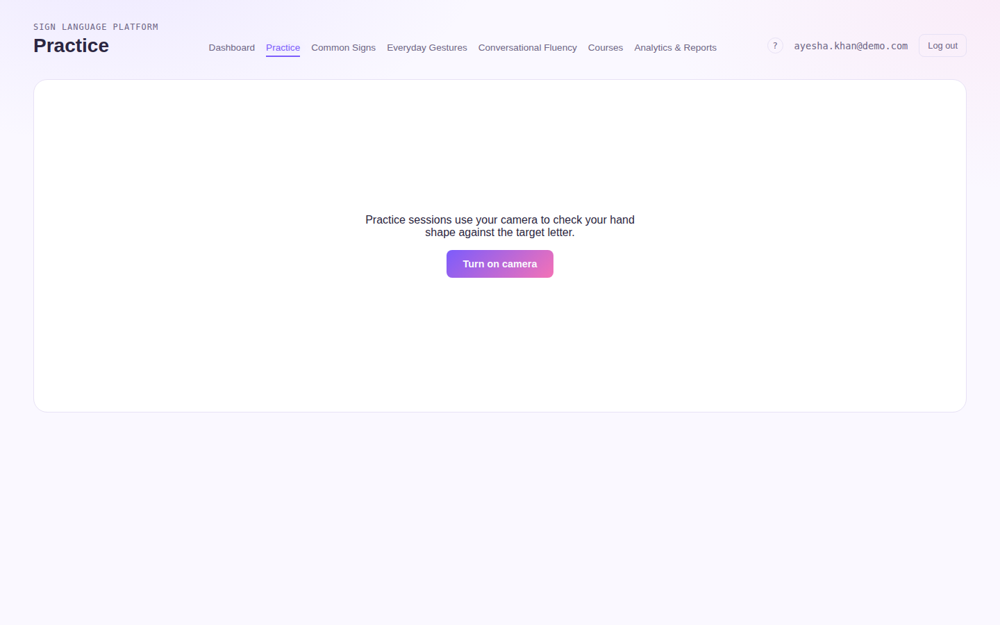 SIGN LANGUAGE PLATFORM
Practice
Dashboard Practice Common Signs Everyday Gestures Conversational Fluency Courses Analytics & Reports
? ayesha.khan@demo.com Log out
Practice sessions use your camera to check your hand
shape against the target letter.
Turn on camera